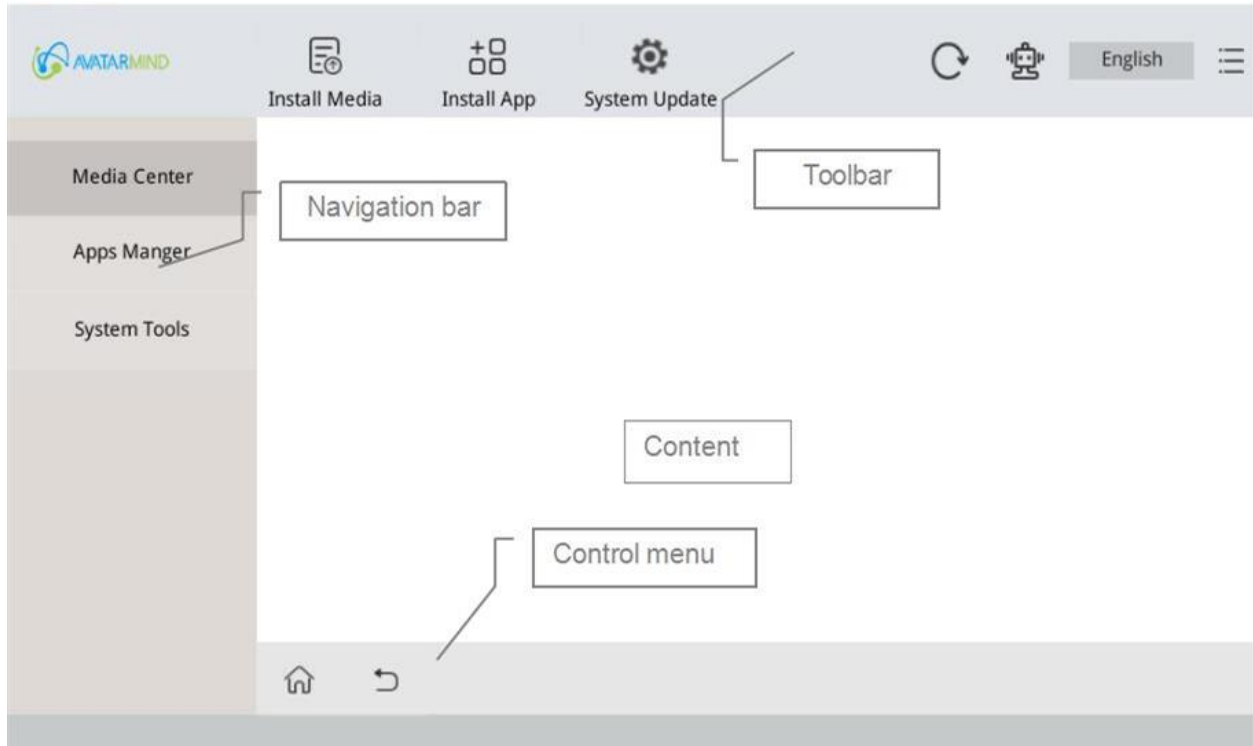 AVATARMIND
Install Media
Install App
System Update
English
Media Center
Apps Manger
System Tools
Navigation bar
Toolbar
Content
Control menu